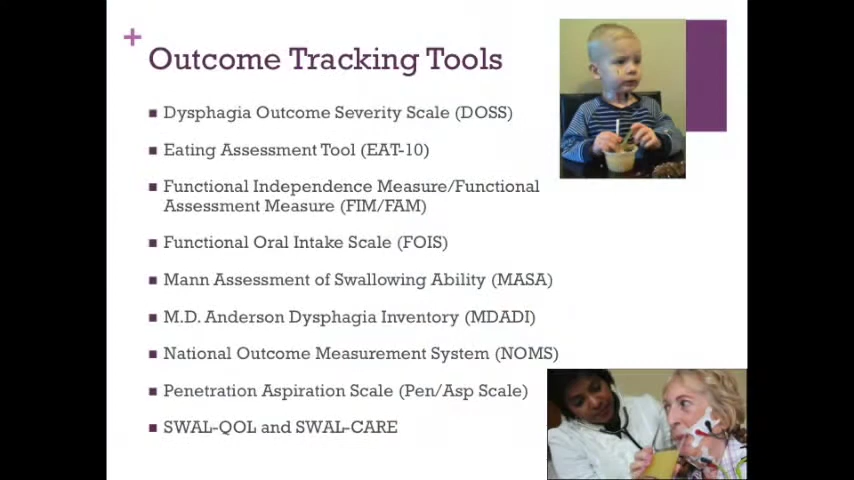 +
Outcome Tracking Tools
■ Dysphagia Outcome Severity Scale (DOSS)
■ Eating Assessment Tool (EAT-10)
■ Functional Independence Measure/Functional
Assessment Measure (FIM/FAM)
■ Functional Oral Intake Scale (FOIS)
■ Mann Assessment of Swallowing Ability (MASA)
■ M.D. Anderson Dysphagia Inventory (MDADI)
■ National Outcome Measurement System (NOMS)
■ Penetration Aspiration Scale (Pen/Asp Scale)
■ SWAL-QOL and SWAL-CARE